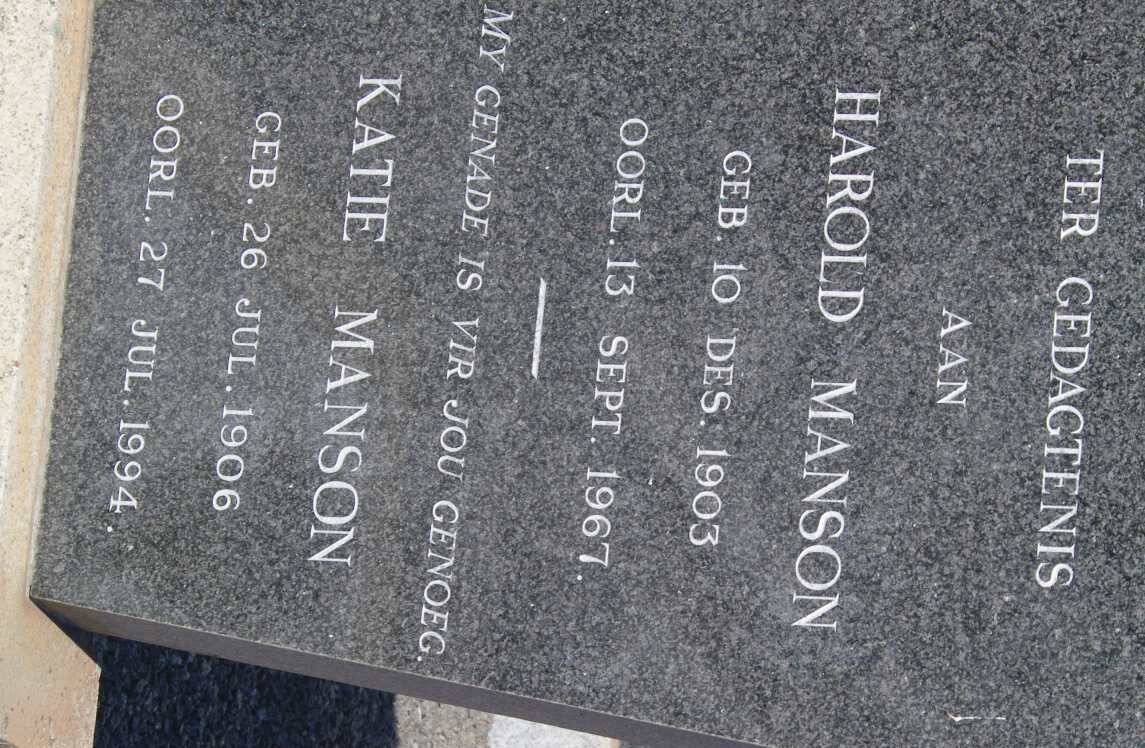 TER GEDAGTENIS
AAN
HAROLD MANSON
GEB. 10 DES. 1903
OORL. 13 SEPT. 1967.
MY GENADE IS VIR JOU GENOEG.
KATIE MANSON
GEB. 26 JUL. 1906
OORL. 27 JUL. 1994.